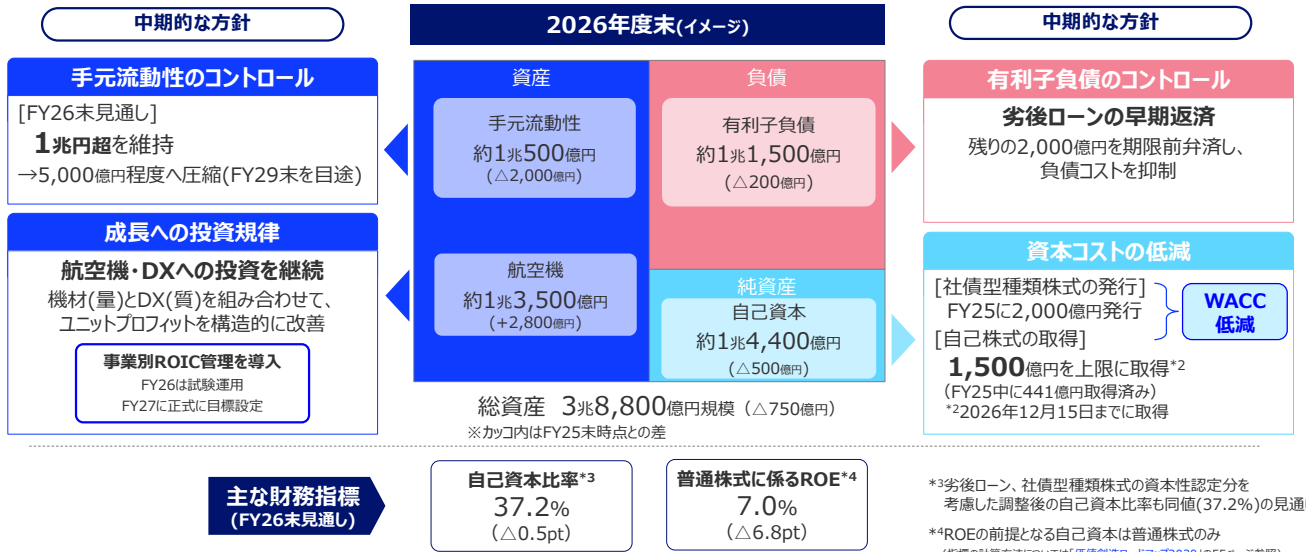 中期的な方針
2026年度末(イメージ)
中期的な方針
手元流動性のコントロール
[FY26末見通し]
1兆円超を維持
→5,000億円程度へ圧縮(FY29末を目途)
成長への投資規律
航空機・DXへの投資を継続
機材(量)とDX(質)を組み合わせて、
ユニットプロフィットを構造的に改善
事業別ROIC管理を導入
FY26は試験運用
FY27に正式に目標設定
資産
手元流動性
約1兆500億円
(△2,000億円)
航空機
約1兆3,500億円
(+2,800億円)
負債
有利子負債
約1兆1,500億円
(△200億円)
純資産
自己資本
約1兆4,400億円
(△500億円)
総資産 3兆8,800億円規模(△750億円)
※カッコ内はFY25末時点との差
有利子負債のコントロール
劣後ローンの早期返済
残りの2,000億円を期限前弁済し、
負債コストを抑制
資本コストの低減
[社債型種類株式の発行]
FY25に2,000億円発行
[自己株式の取得]
1,500億円を上限に取得*2
(FY25中に441億円取得済み)
*22026年12月15日までに取得
WACC
低減
主な財務指標
(FY26末見通し)
自己資本比率*3
37.2%
(△0.5pt)
普通株式に係るROE*4
7.0%
(△6.8pt)
*3劣後ローン、社債型種類株式の資本性認定分を
考慮した調整後の自己資本比率も同値(37.2%)の見通
*4ROEの前提となる自己資本は普通株式のみ